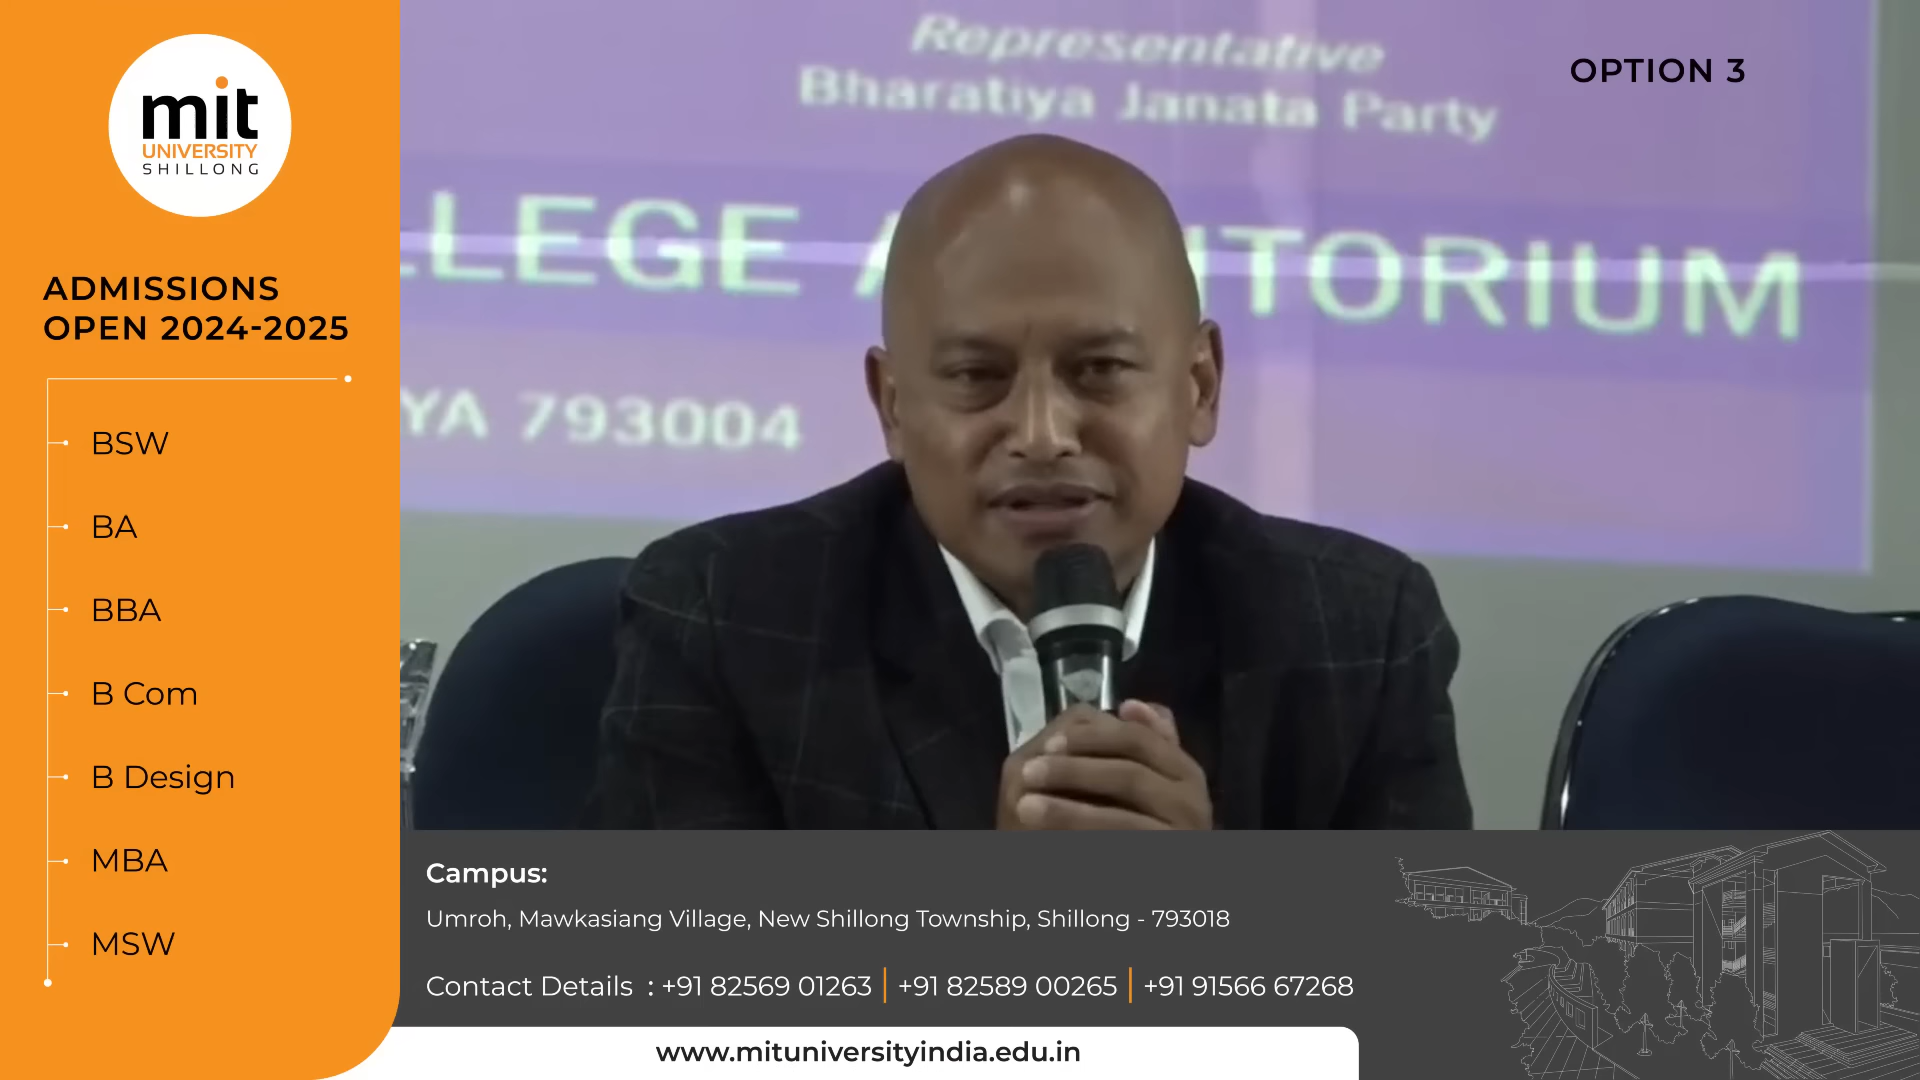 mit
UNIVERSITY
SHILLONG
ADMISSIONS
OPEN 2024-2025
BSW
BA
BBA
B Com
B Design
MBA
MSW
OPTION 3
Representative
Bharatiya Janata Party
LLEGE A ITORIUM
YA 793004
Campus:
Umroh, Mawkasiang Village, New Shillong Township, Shillong - 793018
Contact Details : +91 82569 01263 | +91 82589 00265 | +91 91566 67268
www.mituniversityindia.edu.in